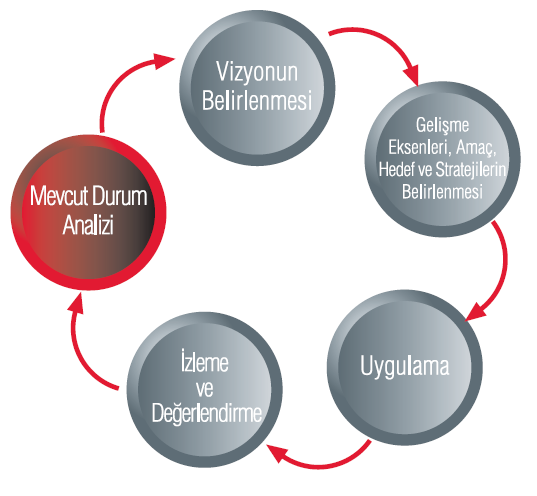 Vizyonun
Belirlenmesi
Gelişme
Eksenleri, Amaç,
Hedef ve Stratejilerin
Belirlenmesi
Uygulama
İzleme
ve
Değerlendirme
Mevcut Durum
Analizi